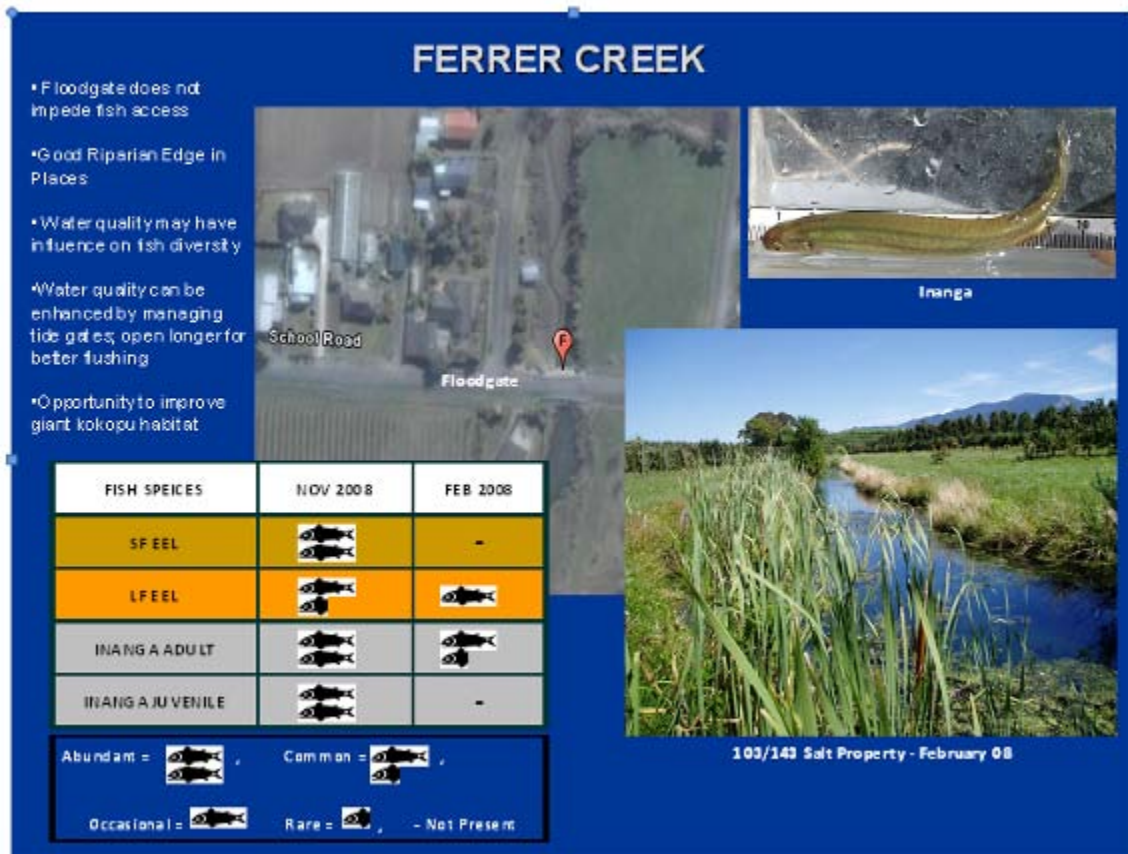 FERRER CREEK
•Floodgate does not
impede fish access
•Good Riparian Edge in
Places
•Water quality may have
influence on fish diversity
•Water quality can be
enhanced by managing
tide gates; open longer for
better flushing
•Opportunity to improve
giant kokopu habitat
School Road
F
Floodgate
1
10
Inanga
FISH SPEICES NOV 2008 FEB 2008
SF EEL -
LF EEL
INANGA ADULT
INANGA JUVENILE -
Abundant = , Common = ,
Occasional = Rare = , - Not Present
103/143 Salt Property - February 08